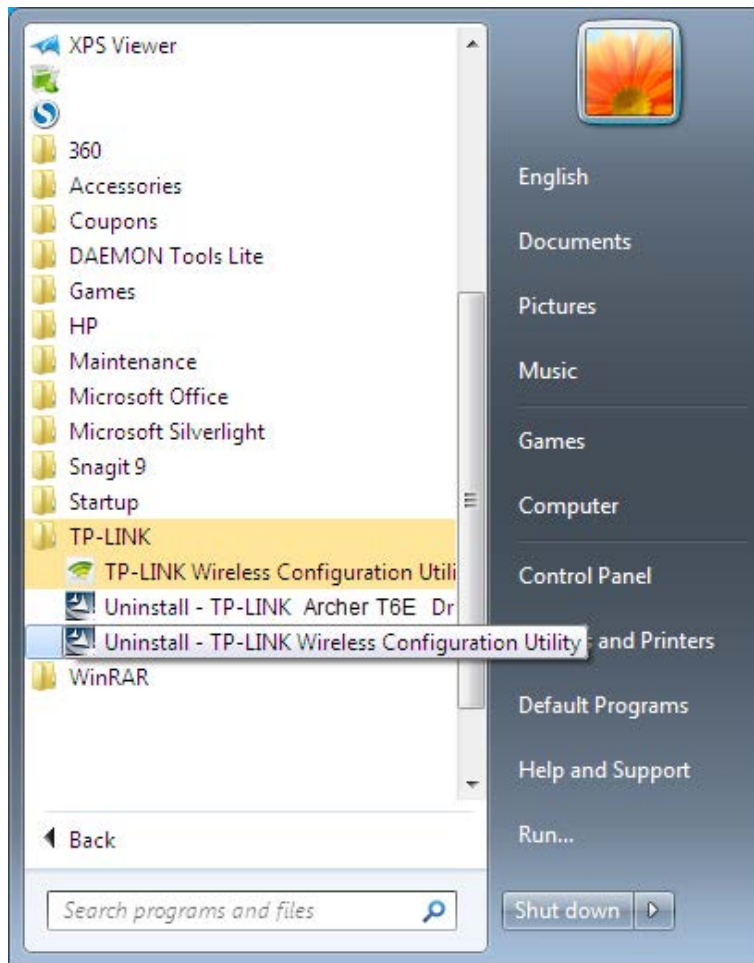 XPS Viewer
360
Accessories
Coupons
DAEMON Tools Lite
Games
HP
Maintenance
Microsoft Office
Microsoft Silverlight
Snagit 9
Startup
TP-LINK
TP-LINK Wireless Configuration Utili
Uninstall - TP-LINK Archer T6E Dr
Uninstall - TP-LINK Wireless Configuration Utility
WinRAR
Back
Search programs and files
English
Documents
Pictures
Music
Games
Computer
Control Panel
and Printers
Default Programs
Help and Support
Run...
Shut down